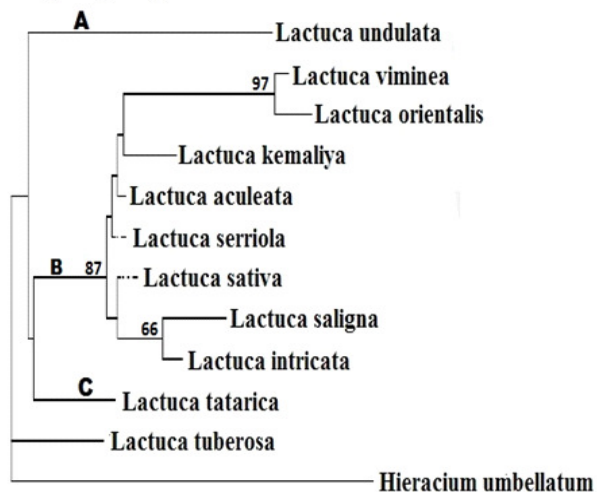 A
Lactuca undulata
97
Lactuca viminea
Lactuca orientalis
Lactuca kemaliya
Lactuca aculeata
Lactuca serriola
B 87
Lactuca sativa
66
Lactuca saligna
Lactuca intricata
C
Lactuca tatarica
Lactuca tuberosa
Hieracium umbellatum